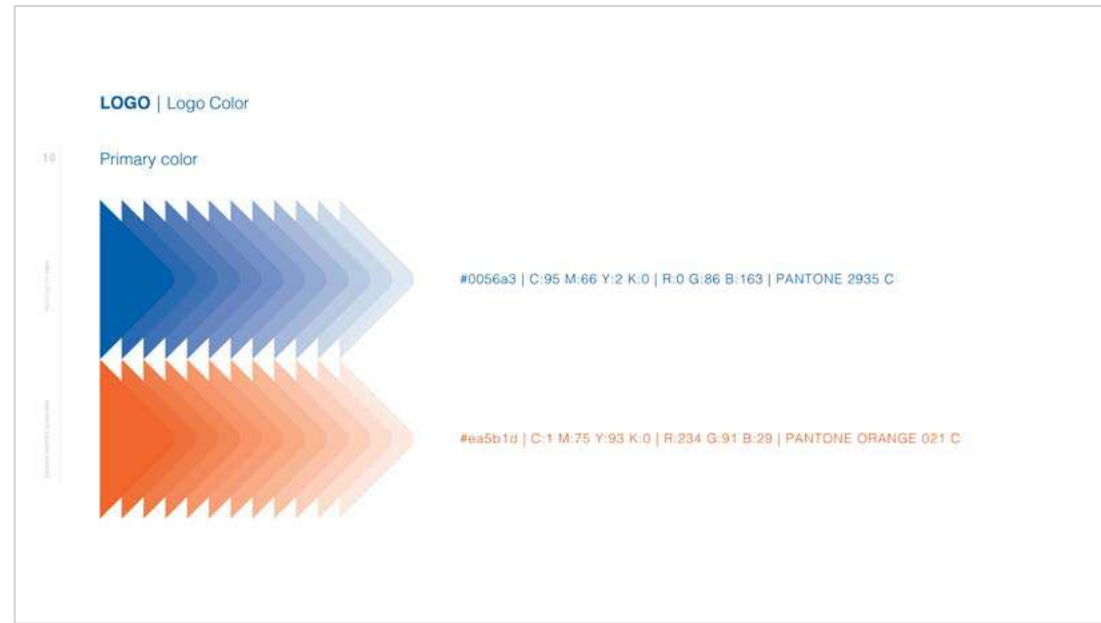 LOGO | Logo Color
10
Primary color
#0056a3 | C:95 M:66 Y:2 K:0 | R:0 G:86 B:163 | PANTONE 2935 C
#ea5b1d | C:1 M:75 Y:93 K:0 | R:234 G:91 B:29 | PANTONE ORANGE 021 C